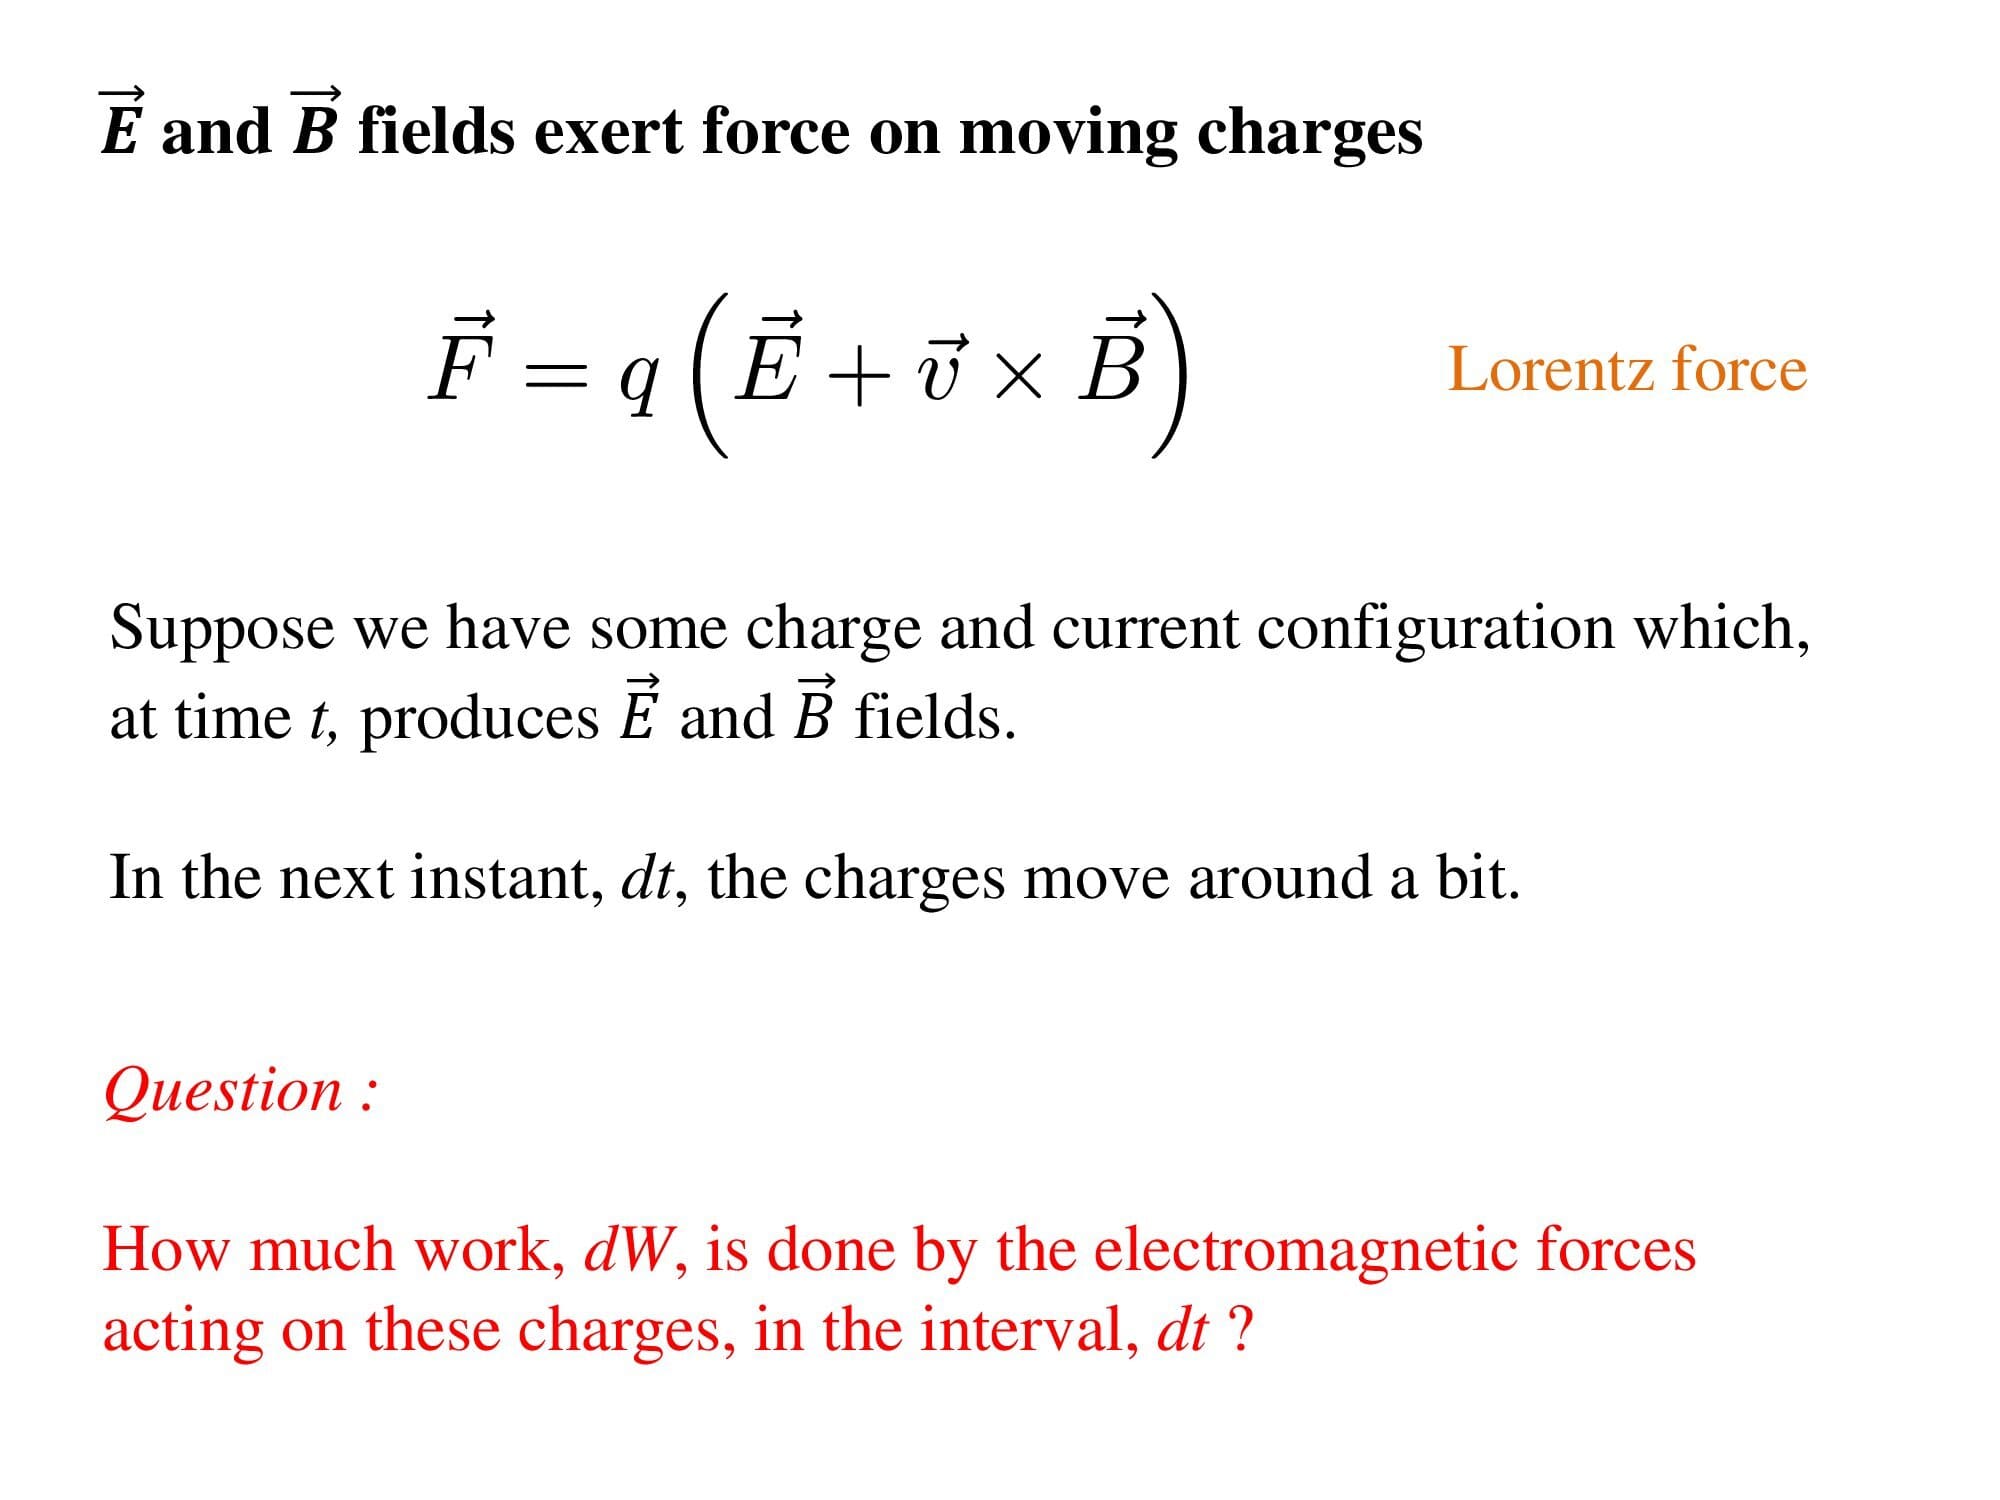 $\vec{E}$ and $\vec{B}$ fields exert force on moving charges
$\vec{F} = q\left(\vec{E} + \vec{v} \times \vec{B}\right)$ Lorentz force
Suppose we have some charge and current configuration which,
at time t, produces $\vec{E}$ and $\vec{B}$ fields.
In the next instant, dt, the charges move around a bit.
Question :
How much work, dW, is done by the electromagnetic forces
acting on these charges, in the interval, dt ?